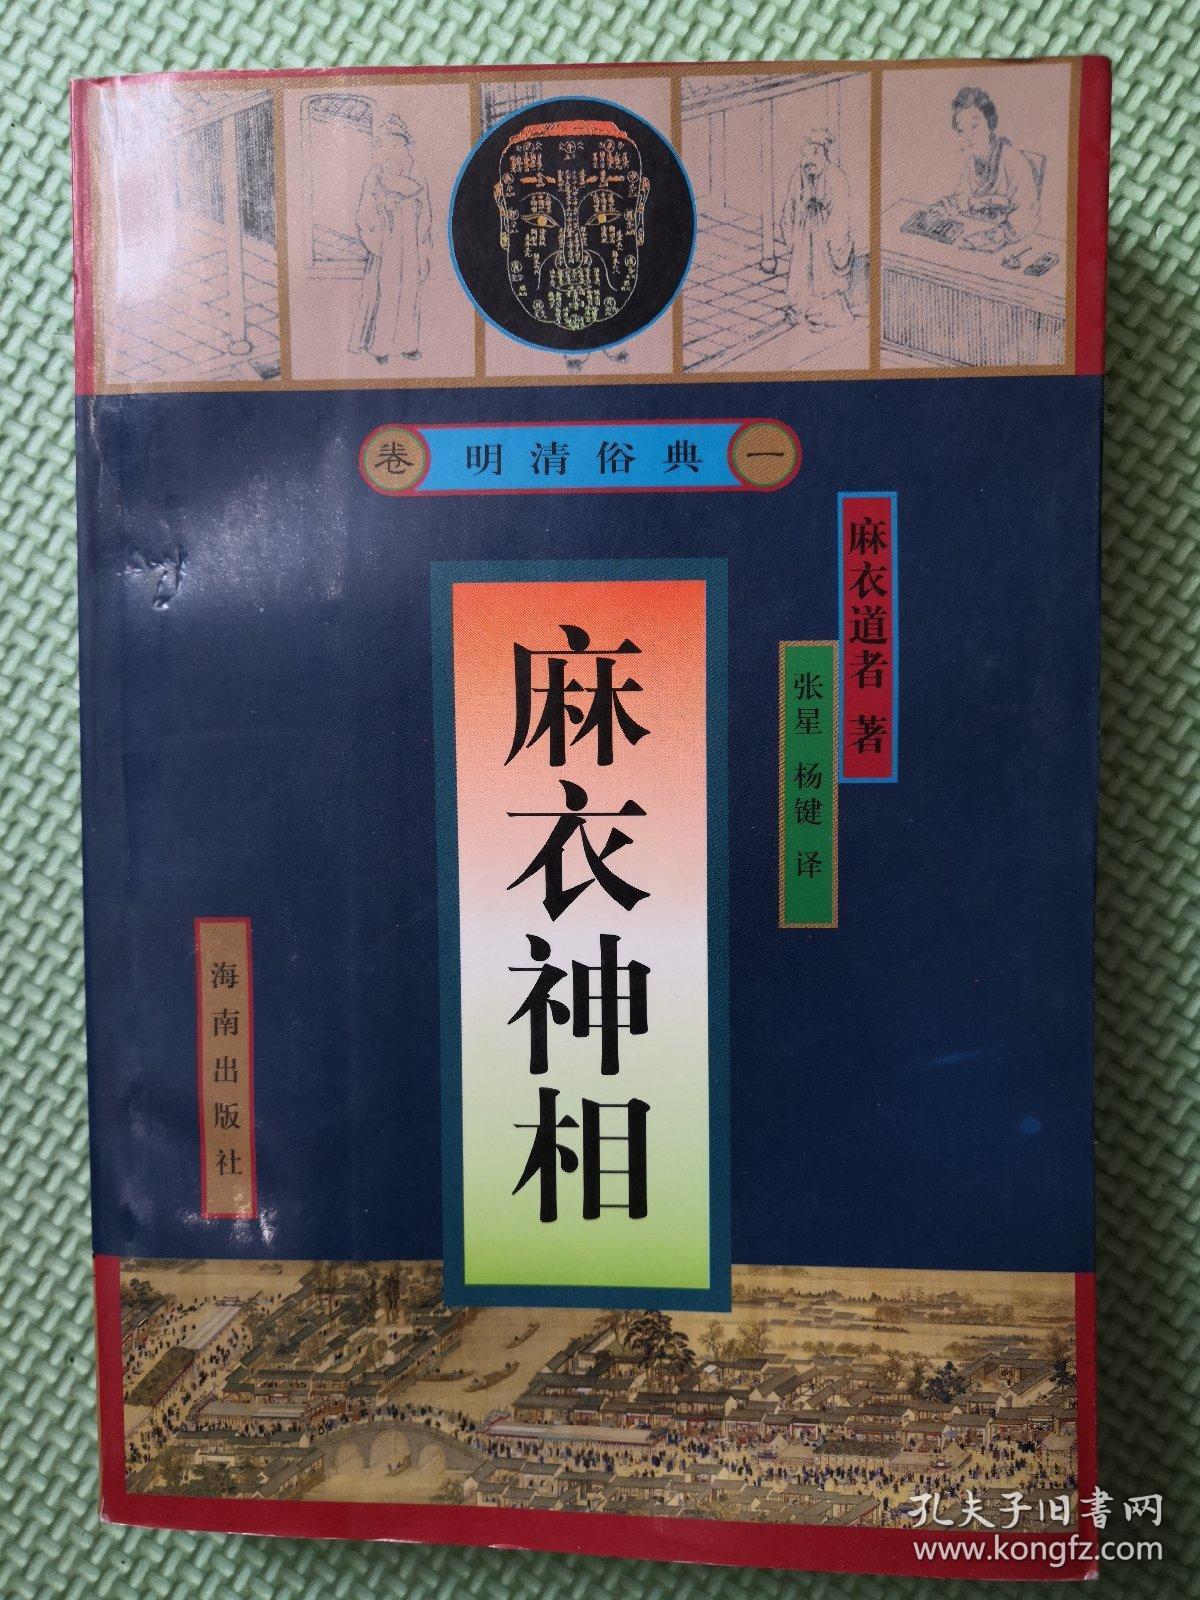 卷 明清俗典 一
麻衣道者 著
张星 杨键 译
麻衣神相
海南出版社
孔夫子旧書网
www.kongfz.com